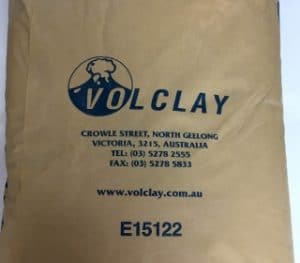 VOLCLAY
CROWLE STREET, NORTH GEELONG
VICTORIA, 3215, AUSTRALIA
TEL: (03) 5278 2555
FAX: (03) 5278 5833
www.volclay.com.au
E15122